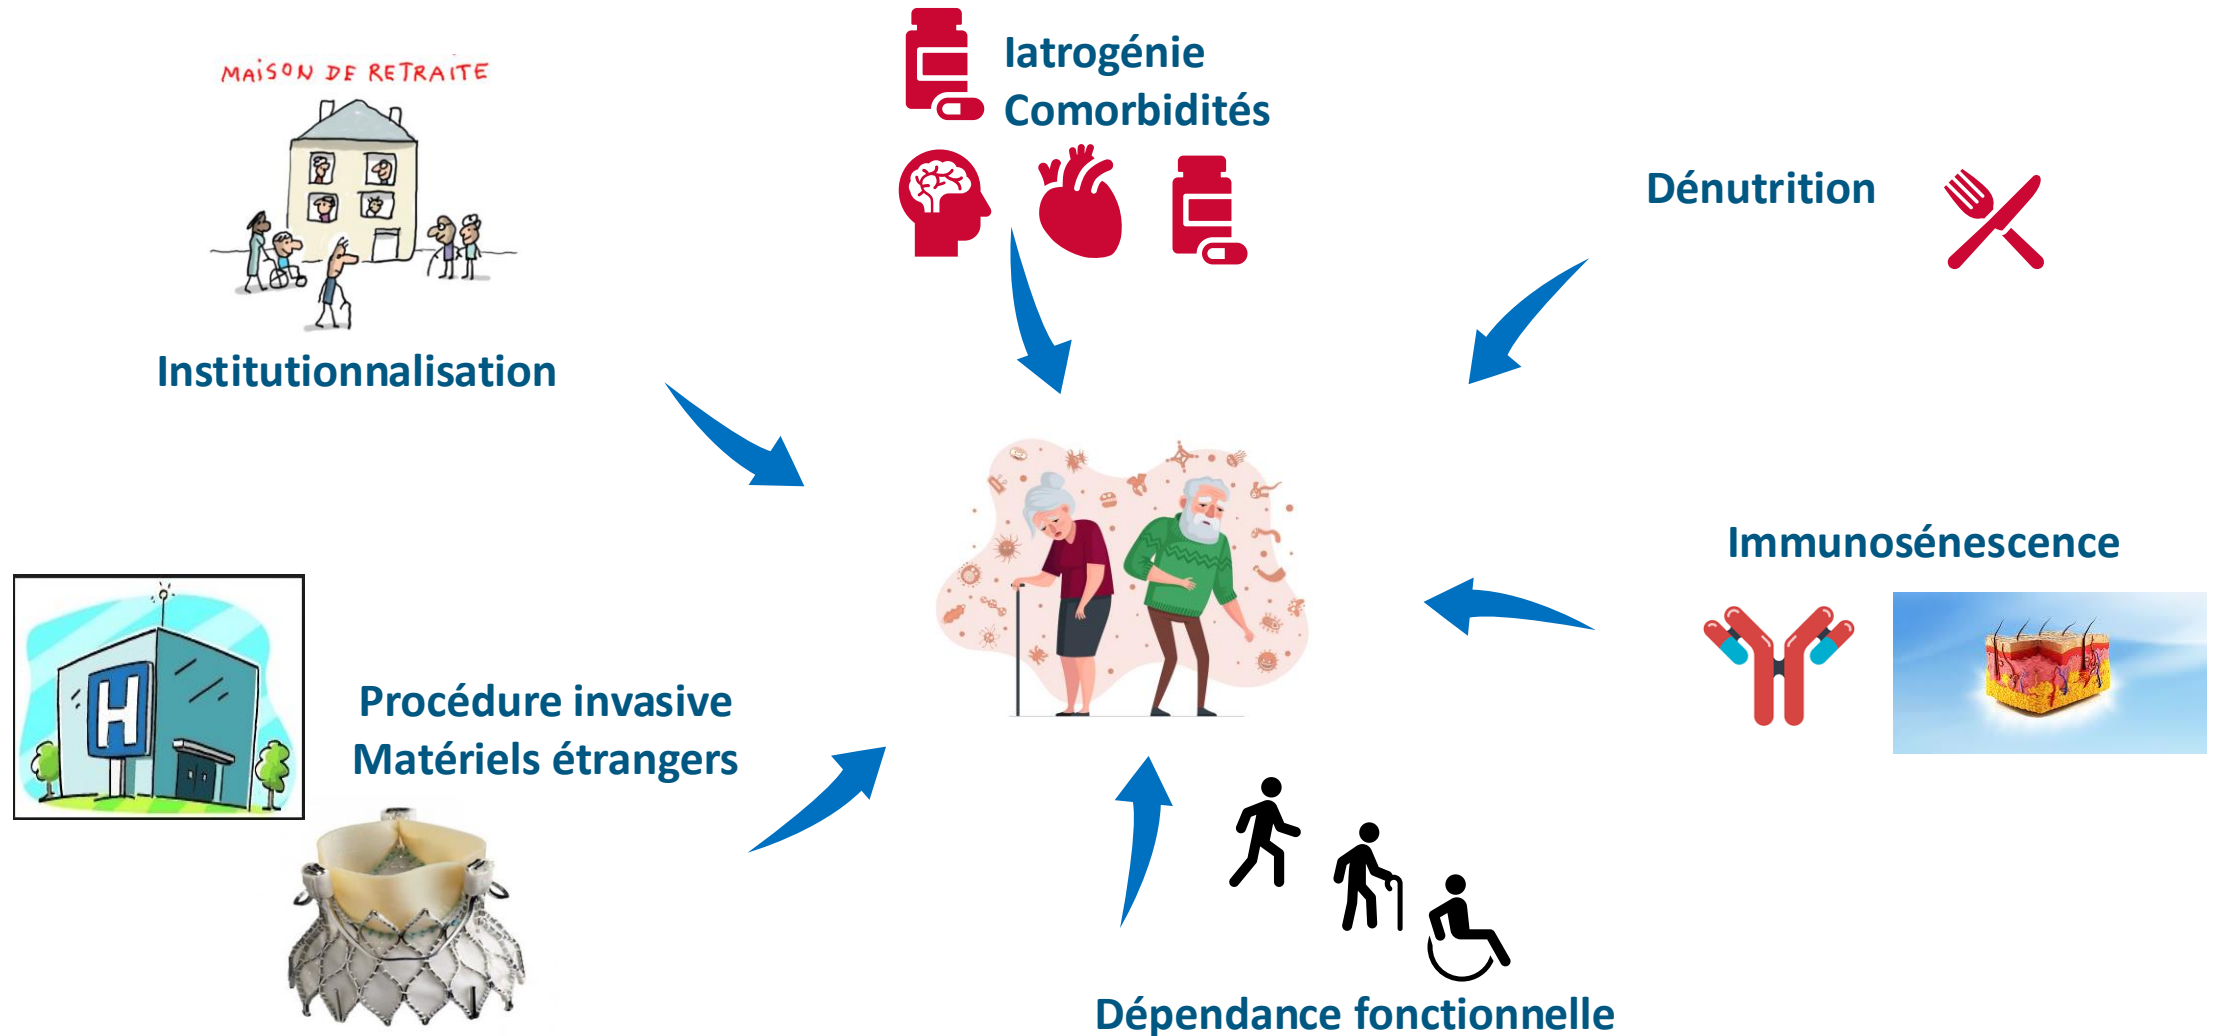 MAISON DE RETRAITE
Institutionnalisation
Iatrogénie
Comorbidités
Dénutrition
Immunosénescence
H
Procédure invasive
Matériels étrangers
Dépendance fonctionnelle